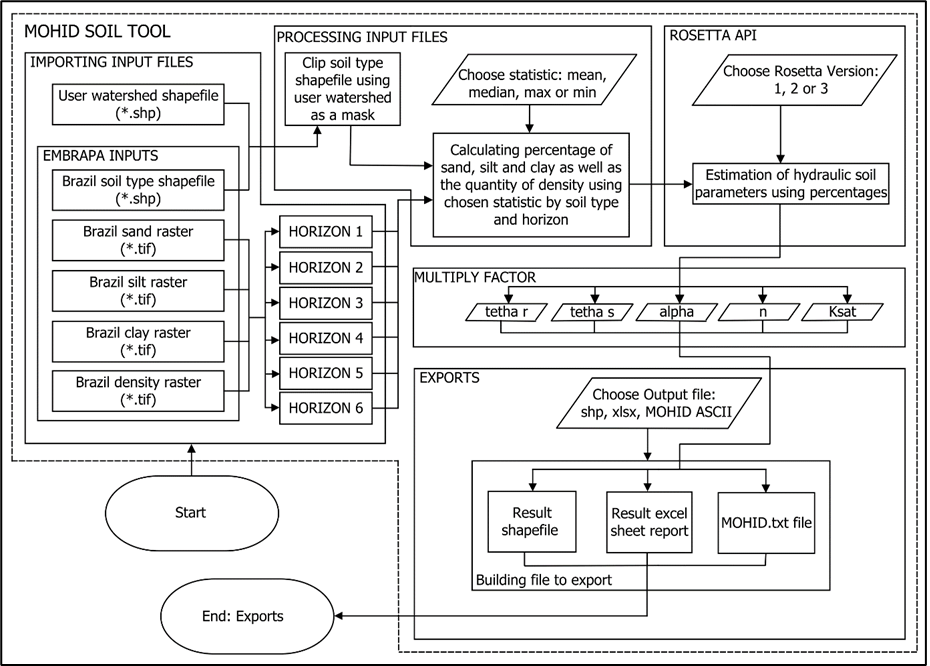 MOHID SOIL TOOL
IMPORTING INPUT FILES
User watershed shapefile
(*.shp)
EMBRAPA INPUTS
Brazil soil type shapefile
(*.shp)
Brazil sand raster
(*.tif)
Brazil silt raster
(*.tif)
Brazil clay raster
(*.tif)
Brazil density raster
(*.tif)
HORIZON 1
HORIZON 2
HORIZON 3
HORIZON 4
HORIZON 5
HORIZON 6
PROCESSING INPUT FILES
Clip soil type
shapefile using
user watershed
as a mask
Choose statistic: mean,
median, max or min
Calculating percentage of
sand, silt and clay as well as
the quantity of density using
chosen statistic by soil type
and horizon
ROSETTA API
Choose Rosetta Version:
1, 2 or 3
Estimation of hydraulic soil
parameters using percentages
MULTIPLY FACTOR
tetha r
tetha s
alpha
n
Ksat
EXPORTS
Choose Output file:
shp, xlsx, MOHID ASCII
Result
shapefile
Result excel
sheet report
MOHID.txt file
Building file to export
Start
End: Exports